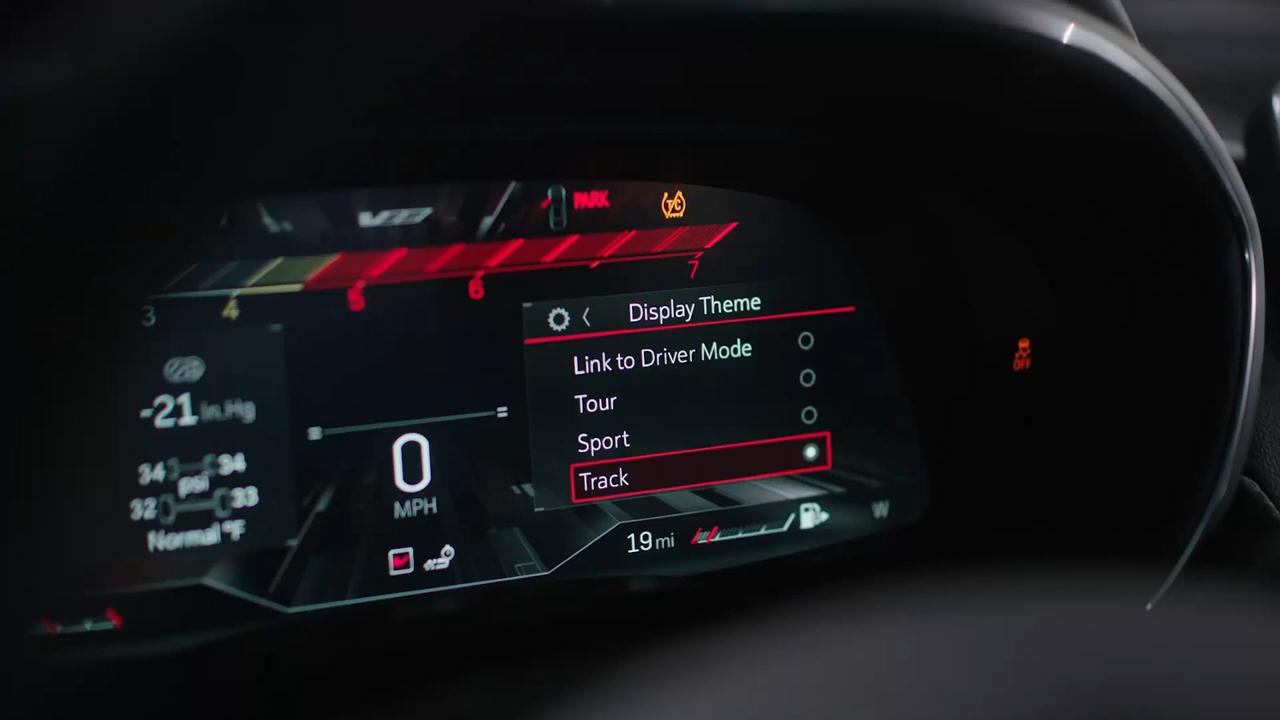 PARK
TC
3 4 5 6 7
Display Theme
Link to Driver Mode
Tour
Sport
Track
-21 In.Hg
34 34
psi
32 33
Normal °F
0
MPH
19 mi
W
OFF